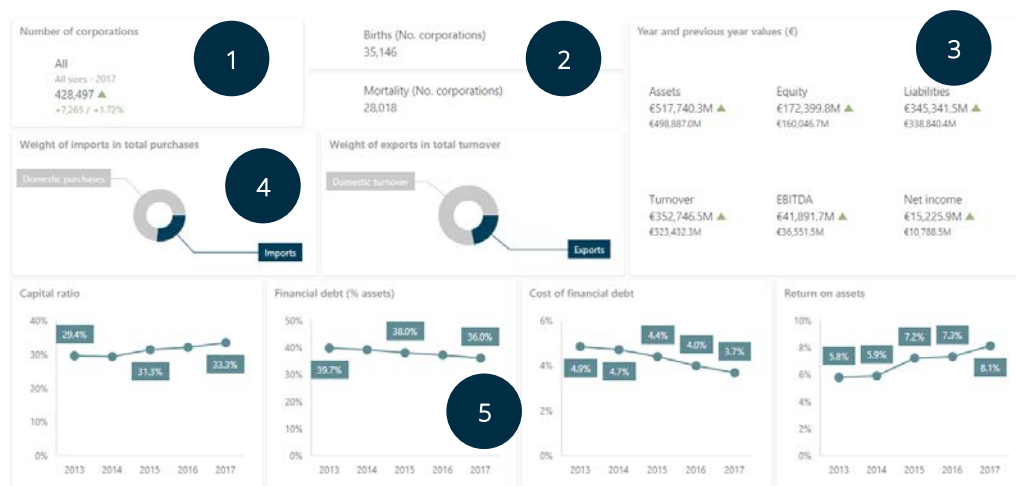 Number of corporations
1
All
All sizes - 2017
428,497
+7,265 / +1.72%
Births (No. corporations)
35,146
2
Mortality (No. corporations)
28,018
Year and previous year values (€)
3
Assets
€517,740.3M
€498,887.0M
Equity
€172,399.8M
€160,046.7M
Liabilities
€345,341.5M
€338,840.4M
Turnover
€352,746.5M
€323,432.3M
EBITDA
€41,891.7M
€36,551.5M
Net income
€15,225.9M
€10,788.5M
Weight of imports in total purchases
4
Domestic purchases
Imports
Weight of exports in total turnover
Domestic turnover
Exports
Capital ratio
40%
30%
20%
10%
0%
29.4%
31.3%
33.3%
2013 2014 2015 2016 2017
Financial debt (% assets)
50%
40%
30%
20%
10%
0%
39.7%
38.0%
36.0%
5
2013 2014 2015 2016 2017
Cost of financial debt
6%
4%
2%
0%
4.9%
4.7%
4.4%
4.0%
3.7%
2013 2014 2015 2016 2017
Return on assets
10%
8%
6%
4%
2%
0%
5.8%
5.9%
7.2%
7.3%
8.1%
2013 2014 2015 2016 2017